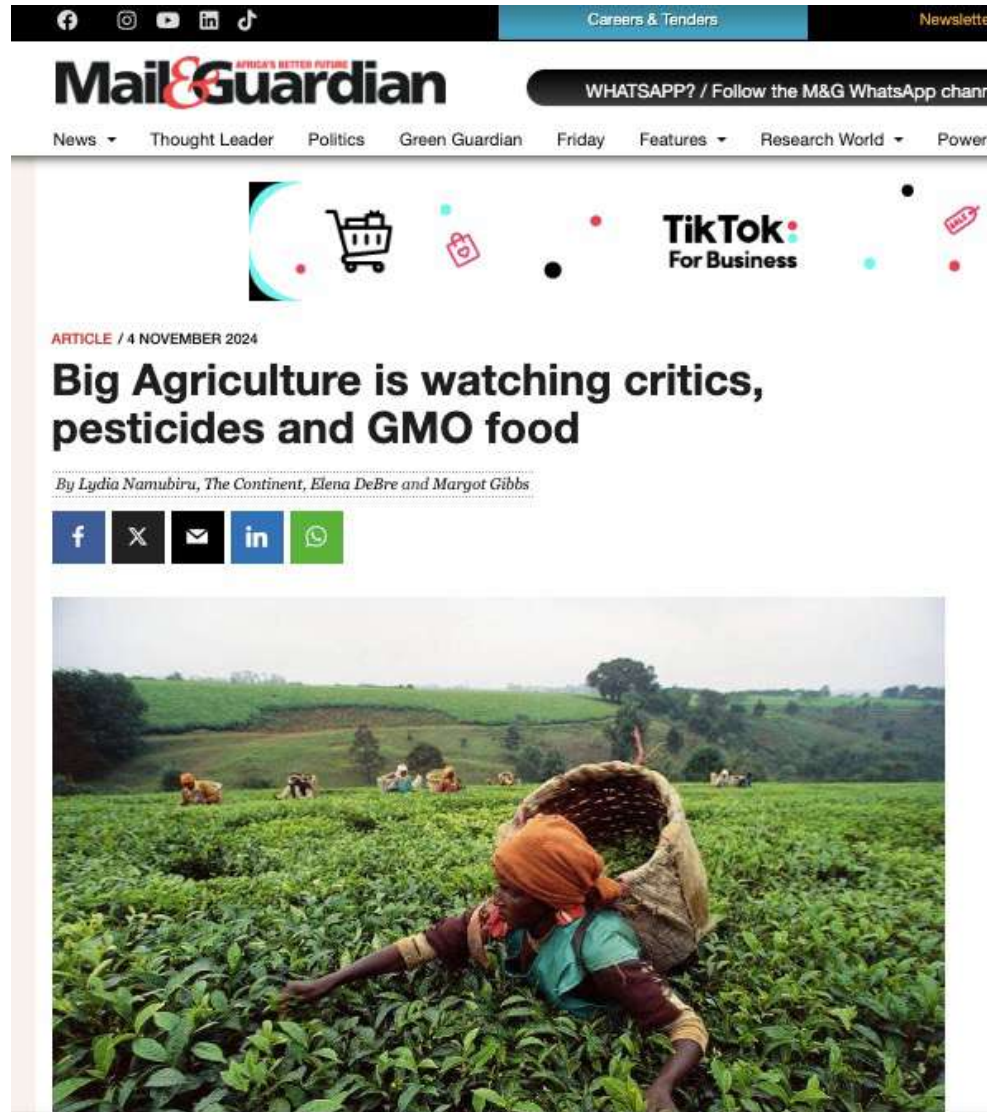 Careers & Tenders
Newslette
Mail&Guardian
AFRICA'S BETTER FUTURE
WHATSAPP? / Follow the M&G WhatsApp chann
News Thought Leader Politics Green Guardian Friday Features Research World Power
TikTok:
For Business
SALE
ARTICLE / 4 NOVEMBER 2024
Big Agriculture is watching critics,
pesticides and GMO food
By Lydia Namubiru, The Continent, Elena DeBre and Margot Gibbs